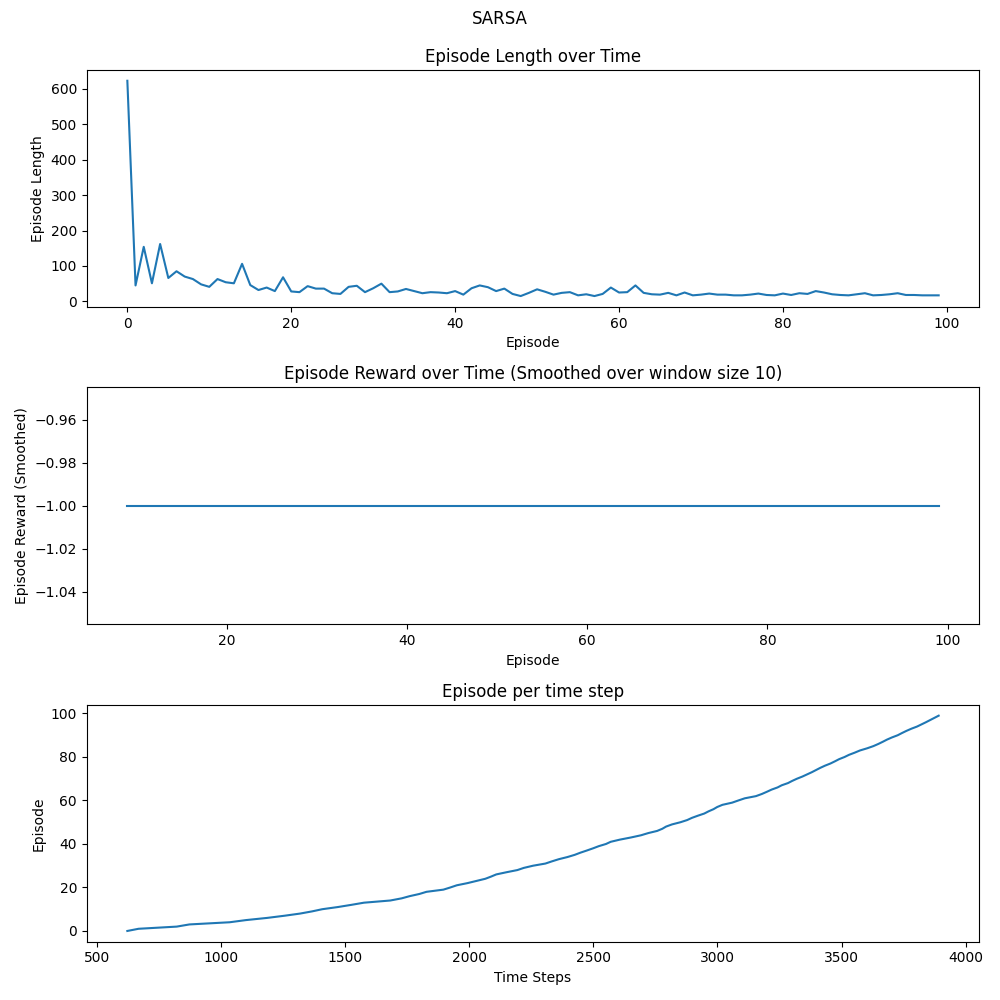 SARSA
Episode Length over Time
600
500
400
300
200
100
0
Episode Length
0 20 40 60 80 100
Episode
Episode Reward over Time (Smoothed over window size 10)
−0.96
−0.98
−1.00
−1.02
−1.04
Episode Reward (Smoothed)
20 40 60 80 100
Episode
Episode per time step
100
80
60
40
20
0
Episode
500 1000 1500 2000 2500 3000 3500 4000
Time Steps